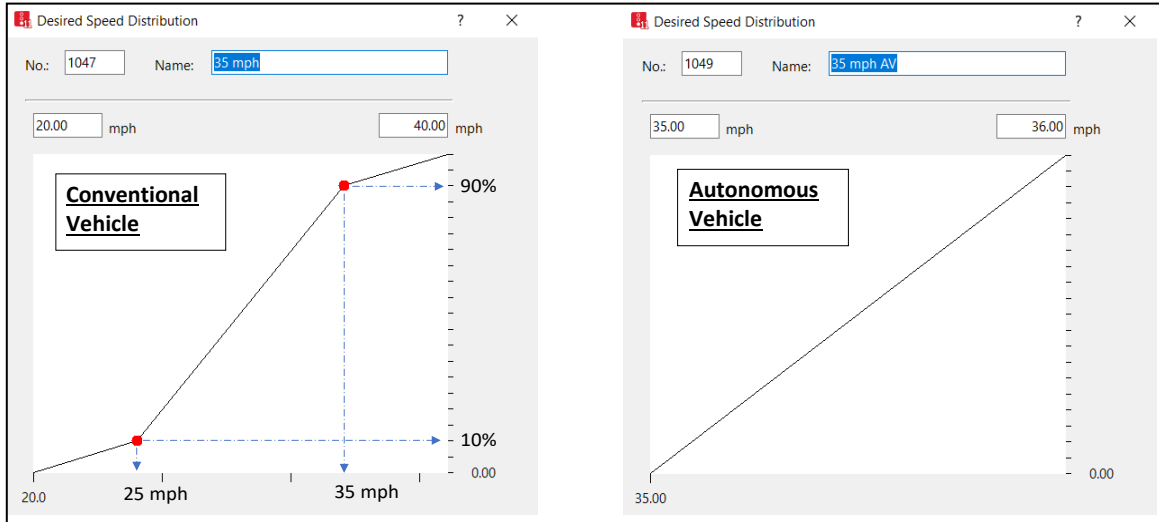 Desired Speed Distribution ? ×
No.: 1047 Name: 35 mph
20.00 mph 40.00 mph
Conventional
Vehicle
90%
10%
0.00
20.0 25 mph 35 mph
Desired Speed Distribution ? ×
No.: 1049 Name: 35 mph AV
35.00 mph 36.00 mph
Autonomous
Vehicle
0.00
35.00